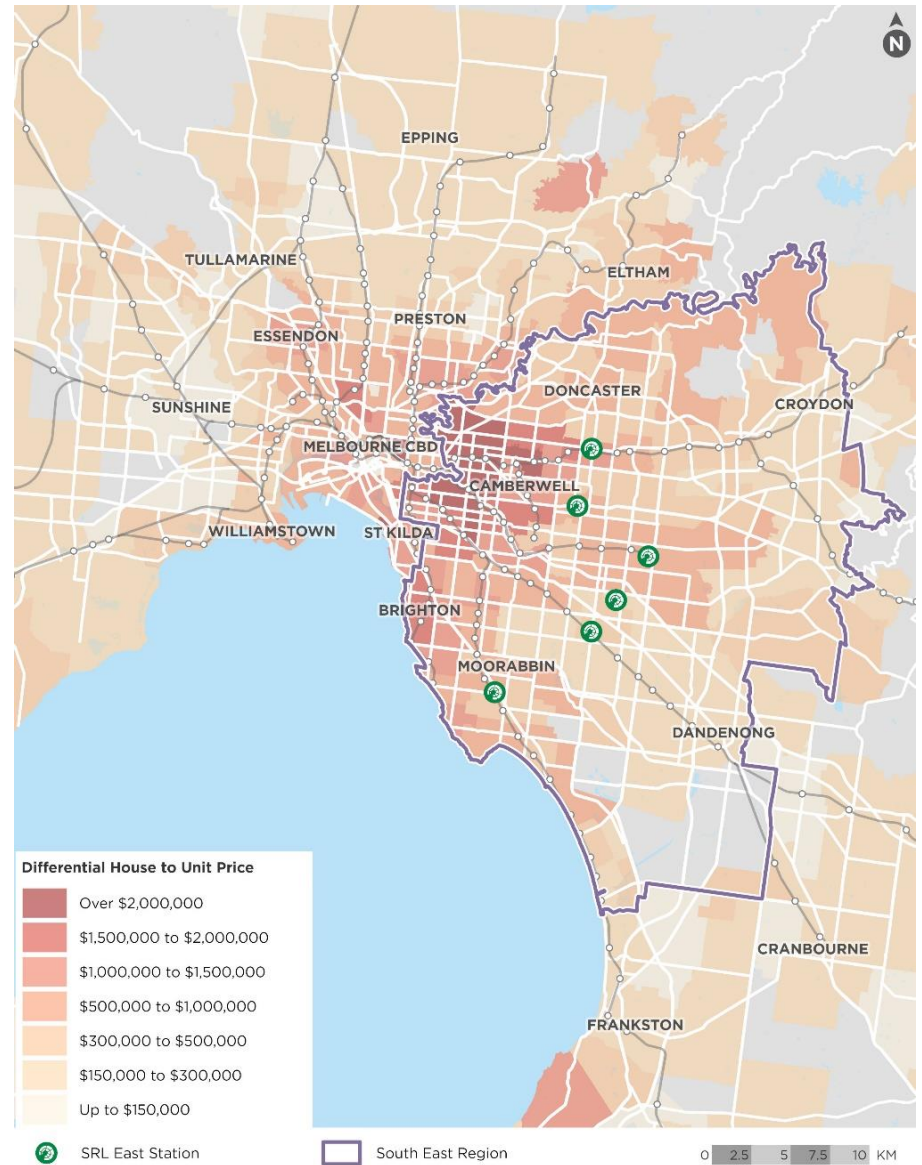 N
EPPING
TULLAMARINE
ELTHAM
ESSENDON
PRESTON
DONCASTER
SUNSHINE
CROYDON
MELBOURNE CBD
CAMBERWELL
WILLIAMSTOWN
ST KILDA
BRIGHTON
MOORABBIN
DANDENONG
CRANBOURNE
FRANKSTON
Differential House to Unit Price
Over $2,000,000
$1,500,000 to $2,000,000
$1,000,000 to $1,500,000
$500,000 to $1,000,000
$300,000 to $500,000
$150,000 to $300,000
Up to $150,000
SRL East Station
South East Region
0 2.5 5 7.5 10 KM